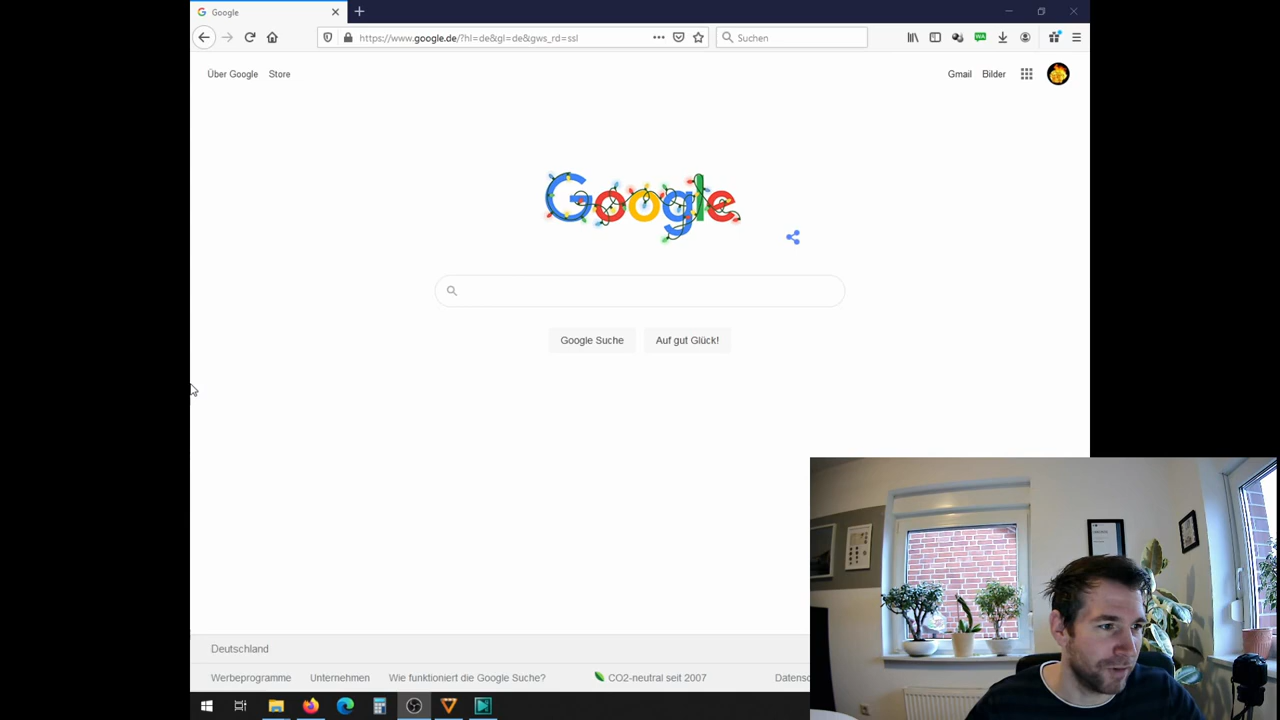 Google
https://www.google.de/?hl=de&gl=de&gws_rd=ssl
Suchen
Über Google Store
Gmail Bilder
Google
Google Suche Auf gut Glück!
Deutschland
Werbeprogramme Unternehmen Wie funktioniert die Google Suche? CO2-neutral seit 2007